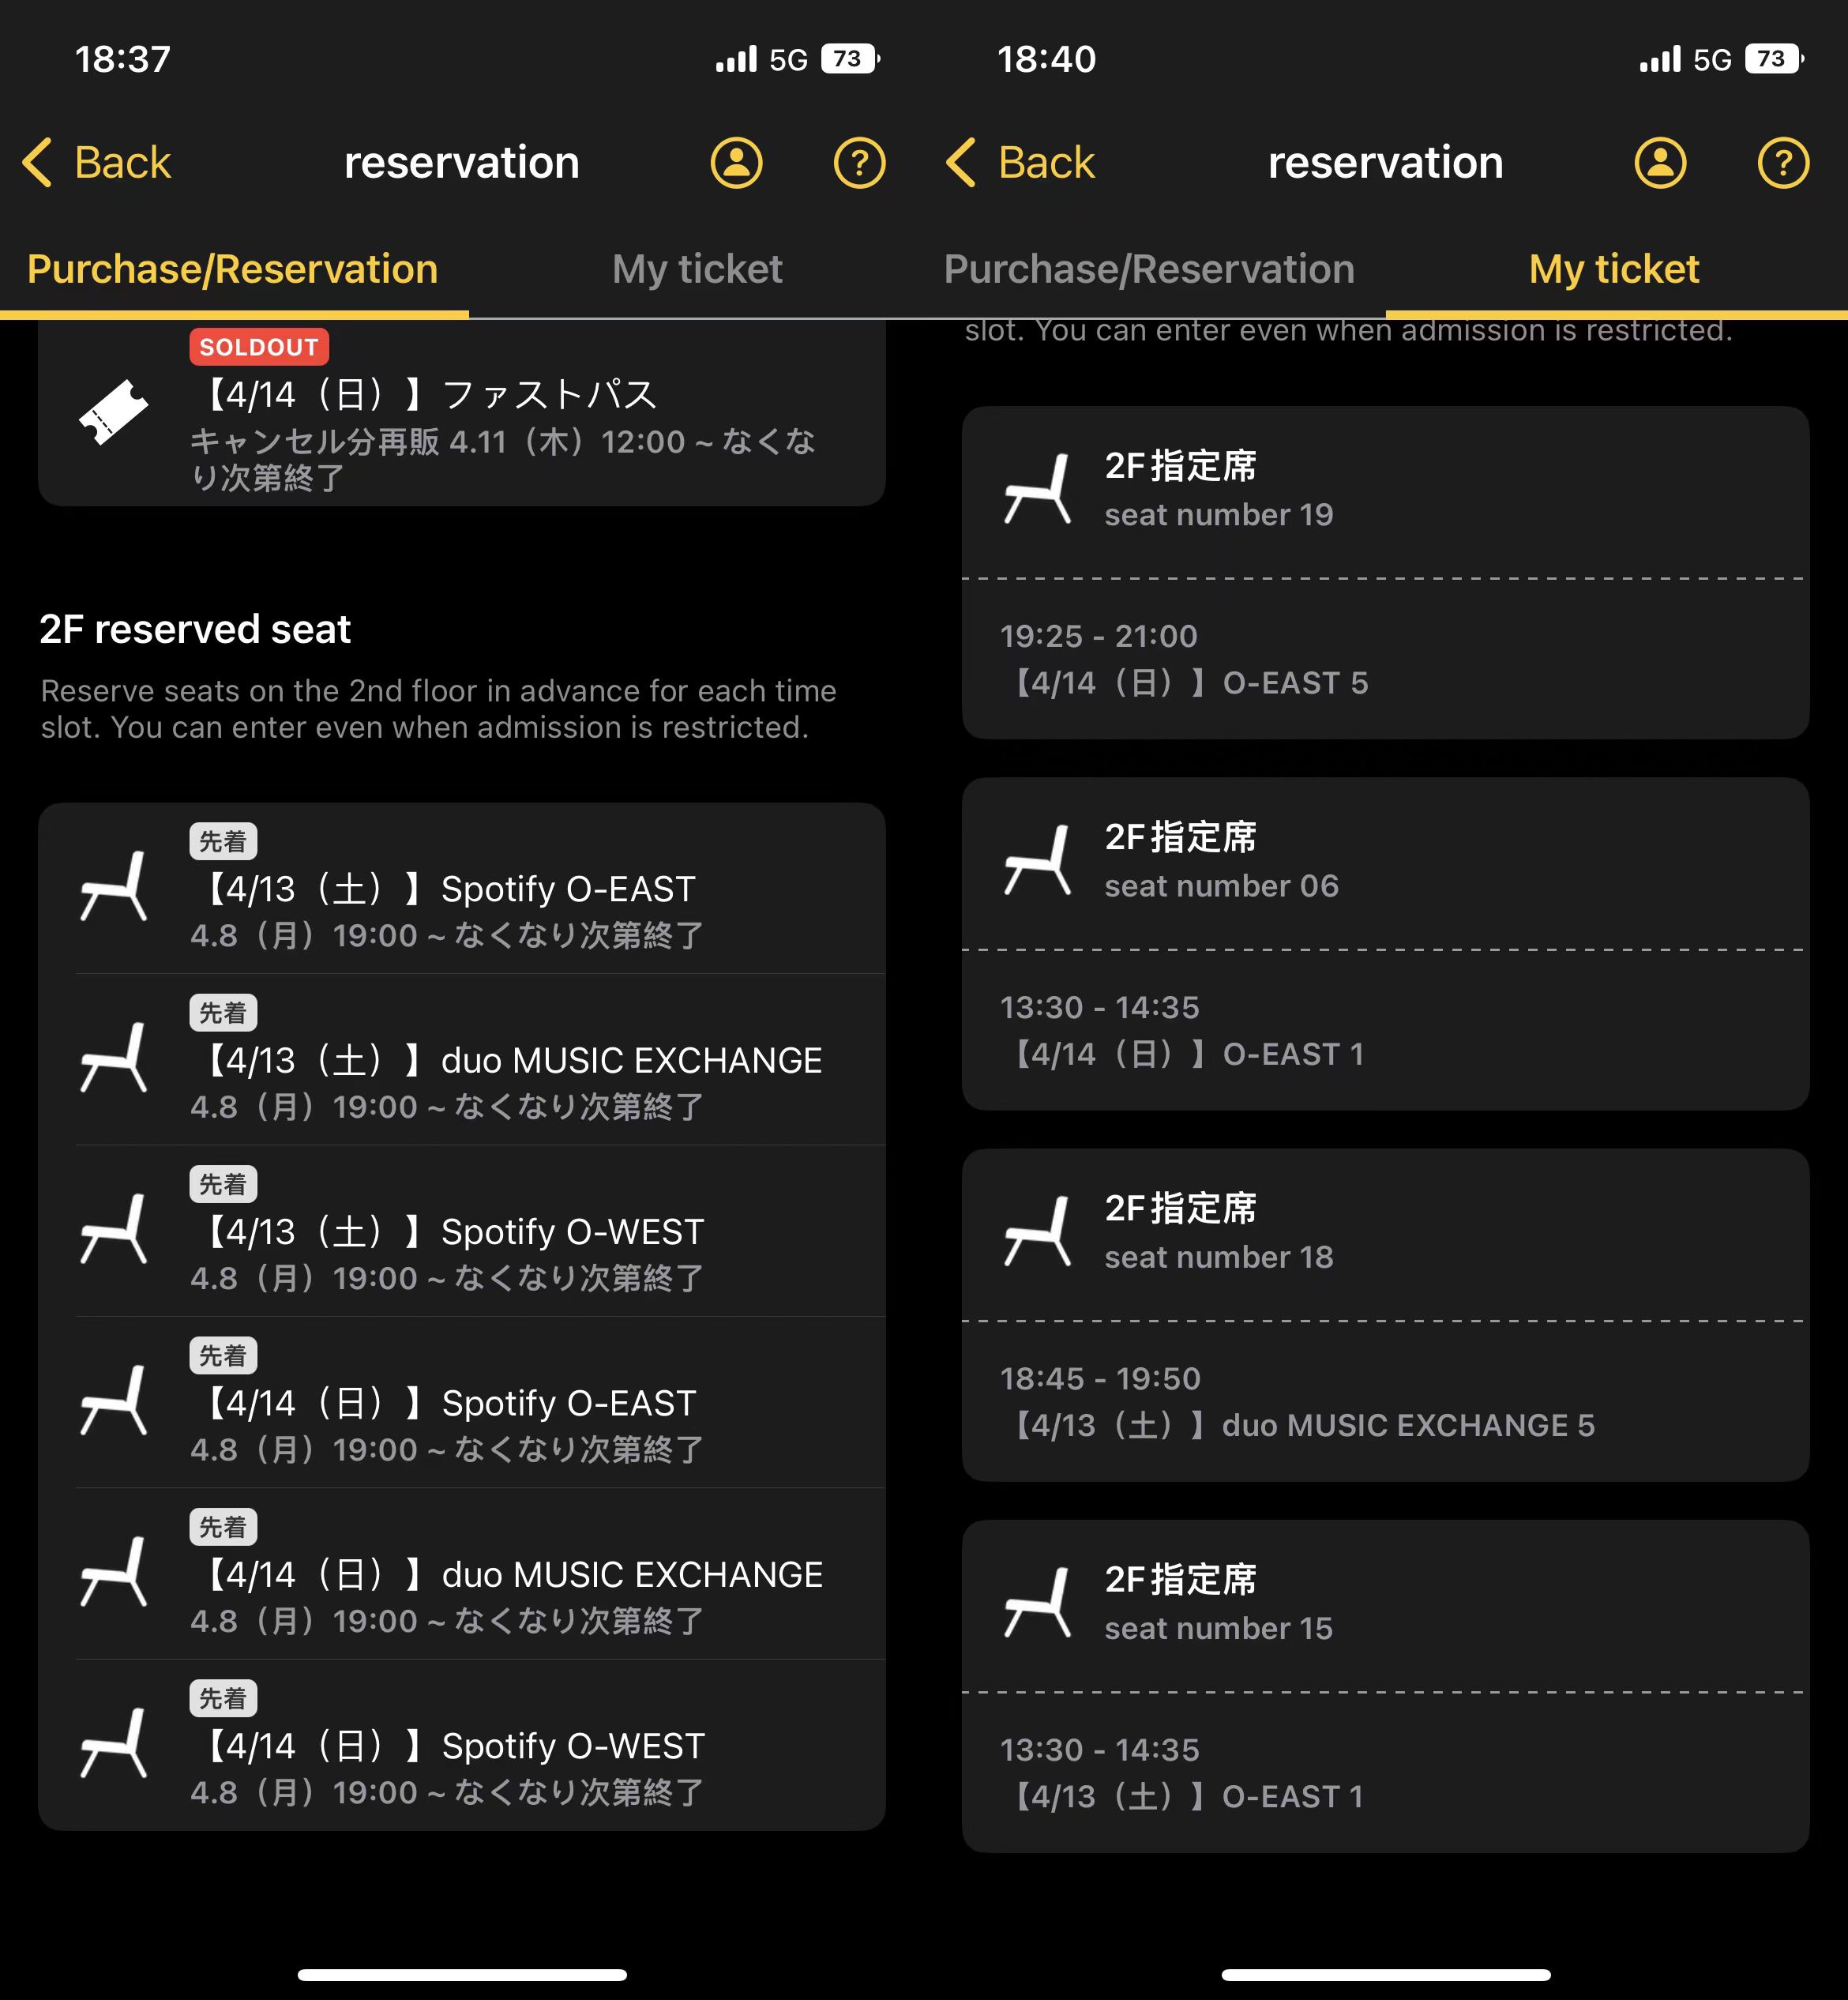 18:37
5G 73
Back
reservation
?
Purchase/Reservation
My ticket
SOLDOUT
【4/14（日）】ファストパス
キャンセル分再販 4.11（木）12:00 ~ なくな
り次第終了
2F reserved seat
Reserve seats on the 2nd floor in advance for each time
slot. You can enter even when admission is restricted.
先着
【4/13（土）】Spotify O-EAST
4.8（月）19:00 ~ なくなり次第終了
先着
【4/13（土）】duo MUSIC EXCHANGE
4.8（月）19:00 ~ なくなり次第終了
先着
【4/13（土）】Spotify O-WEST
4.8（月）19:00 ~ なくなり次第終了
先着
【4/14（日）】Spotify O-EAST
4.8（月）19:00 ~ なくなり次第終了
先着
【4/14（日）】duo MUSIC EXCHANGE
4.8（月）19:00 ~ なくなり次第終了
先着
【4/14（日）】Spotify O-WEST
4.8（月）19:00 ~ なくなり次第終了
18:40
5G 73
Back
reservation
?
Purchase/Reservation
My ticket
slot. You can enter even when admission is restricted.
2F指定席
seat number 19
19:25 - 21:00
【4/14（日）】O-EAST 5
2F指定席
seat number 06
13:30 - 14:35
【4/14（日）】O-EAST 1
2F指定席
seat number 18
18:45 - 19:50
【4/13（土）】duo MUSIC EXCHANGE 5
2F指定席
seat number 15
13:30 - 14:35
【4/13（土）】O-EAST 1